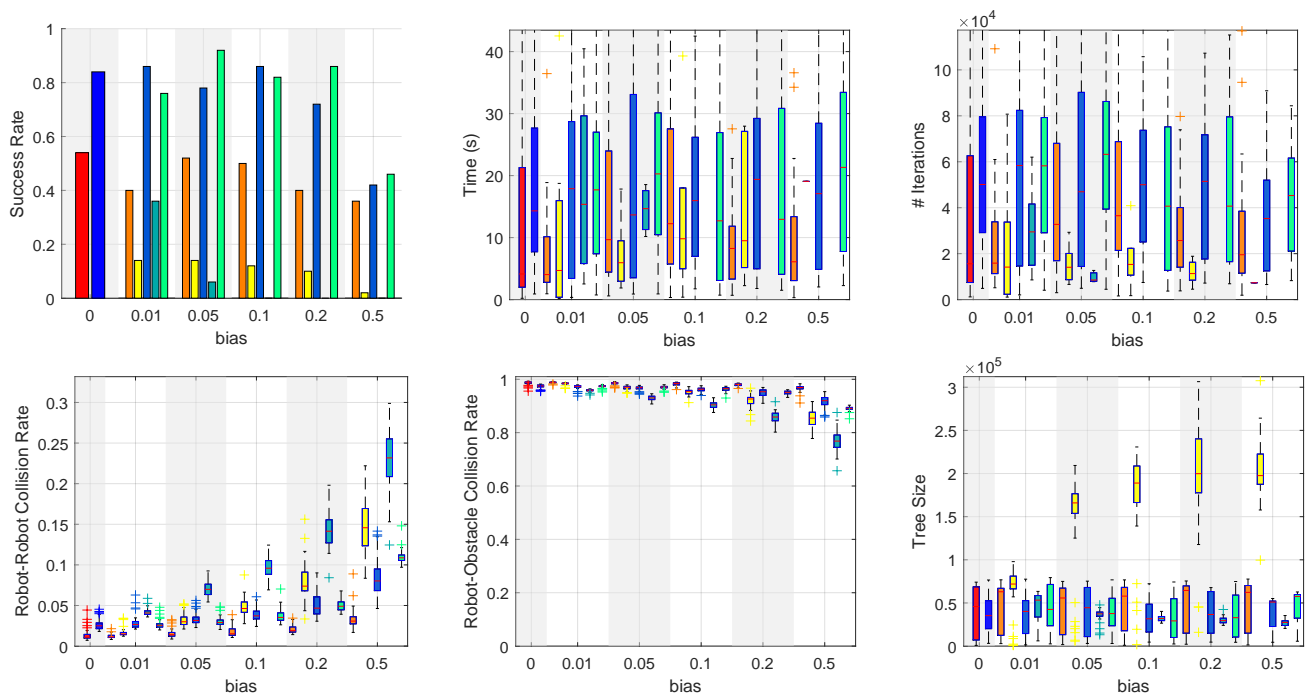 1
0.8
0.6
0.4
0.2
0
Success Rate
0 0.01 0.05 0.1 0.2 0.5
bias
40
30
20
10
0
Time (s)
0 0.01 0.05 0.1 0.2 0.5
bias
×10⁴
10
8
6
4
2
0
# Iterations
0 0.01 0.05 0.1 0.2 0.5
bias
0.3
0.25
0.2
0.15
0.1
0.05
0
Robot-Robot Collision Rate
0 0.01 0.05 0.1 0.2 0.5
bias
1
0.8
0.6
0.4
0.2
0
Robot-Obstacle Collision Rate
0 0.01 0.05 0.1 0.2 0.5
bias
×10⁵
3
2.5
2
1.5
1
0.5
0
Tree Size
0 0.01 0.05 0.1 0.2 0.5
bias